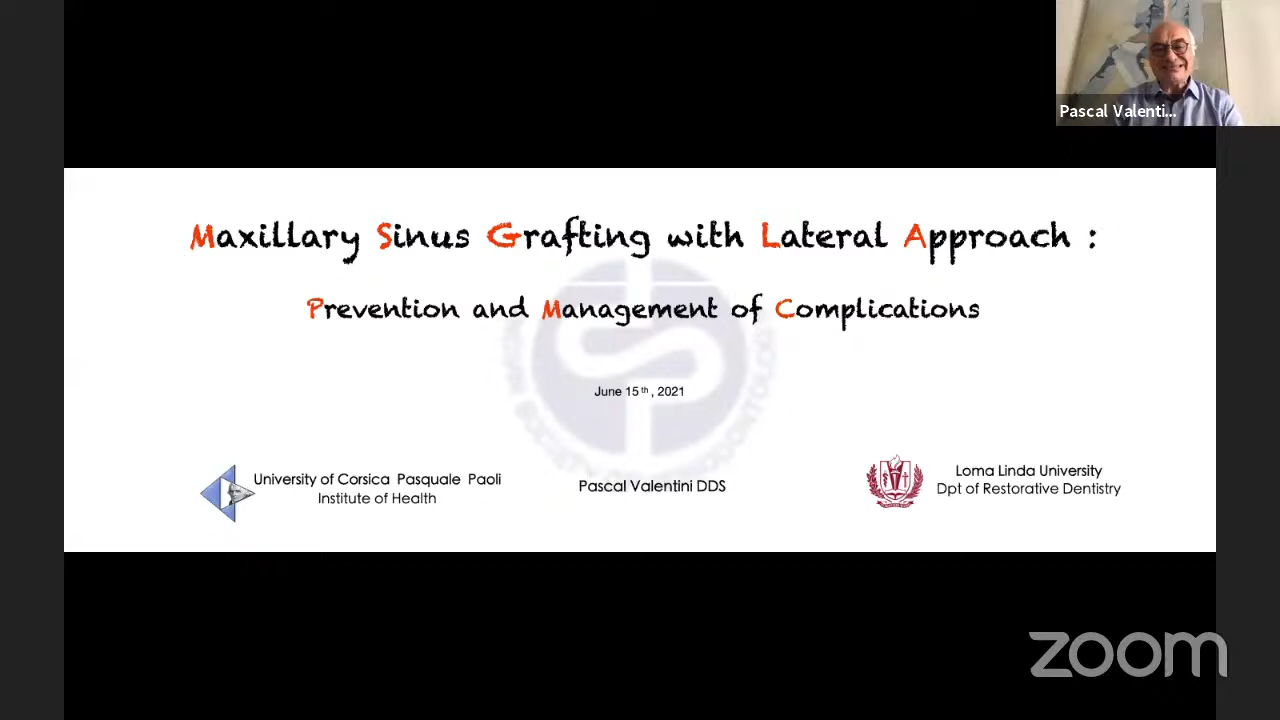 Pascal Valenti...
Maxillary Sinus Grafting with Lateral Approach :
Prevention and Management of Complications
June 15th, 2021
University of Corsica Pasquale Paoli
Institute of Health
Pascal Valentini DDS
Loma Linda University
Dpt of Restorative Dentistry
zoom